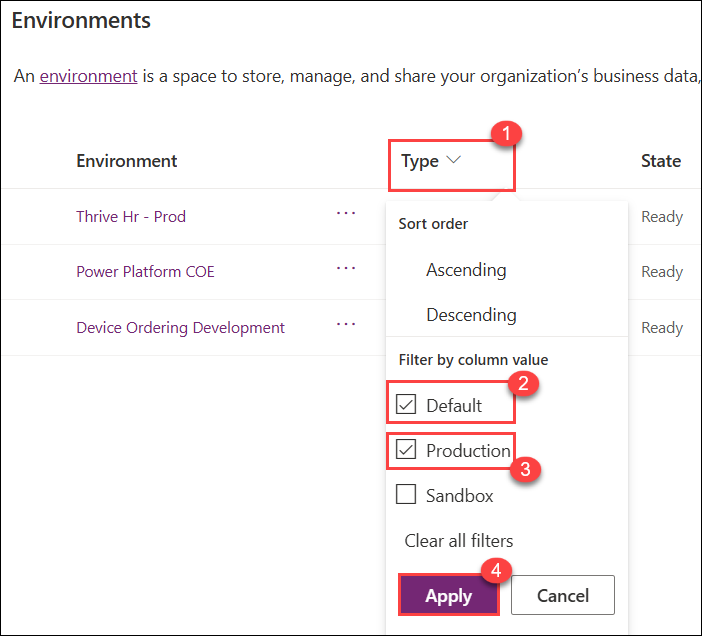 Environments
An environment is a space to store, manage, and share your organization's business data,
1
Environment Type State
Thrive Hr - Prod ... Ready
Sort order
Ascending
Power Platform COE ... Ready
Descending
Device Ordering Development ... Ready
Filter by column value
2
Default
Production
3
Sandbox
Clear all filters
4
Apply Cancel